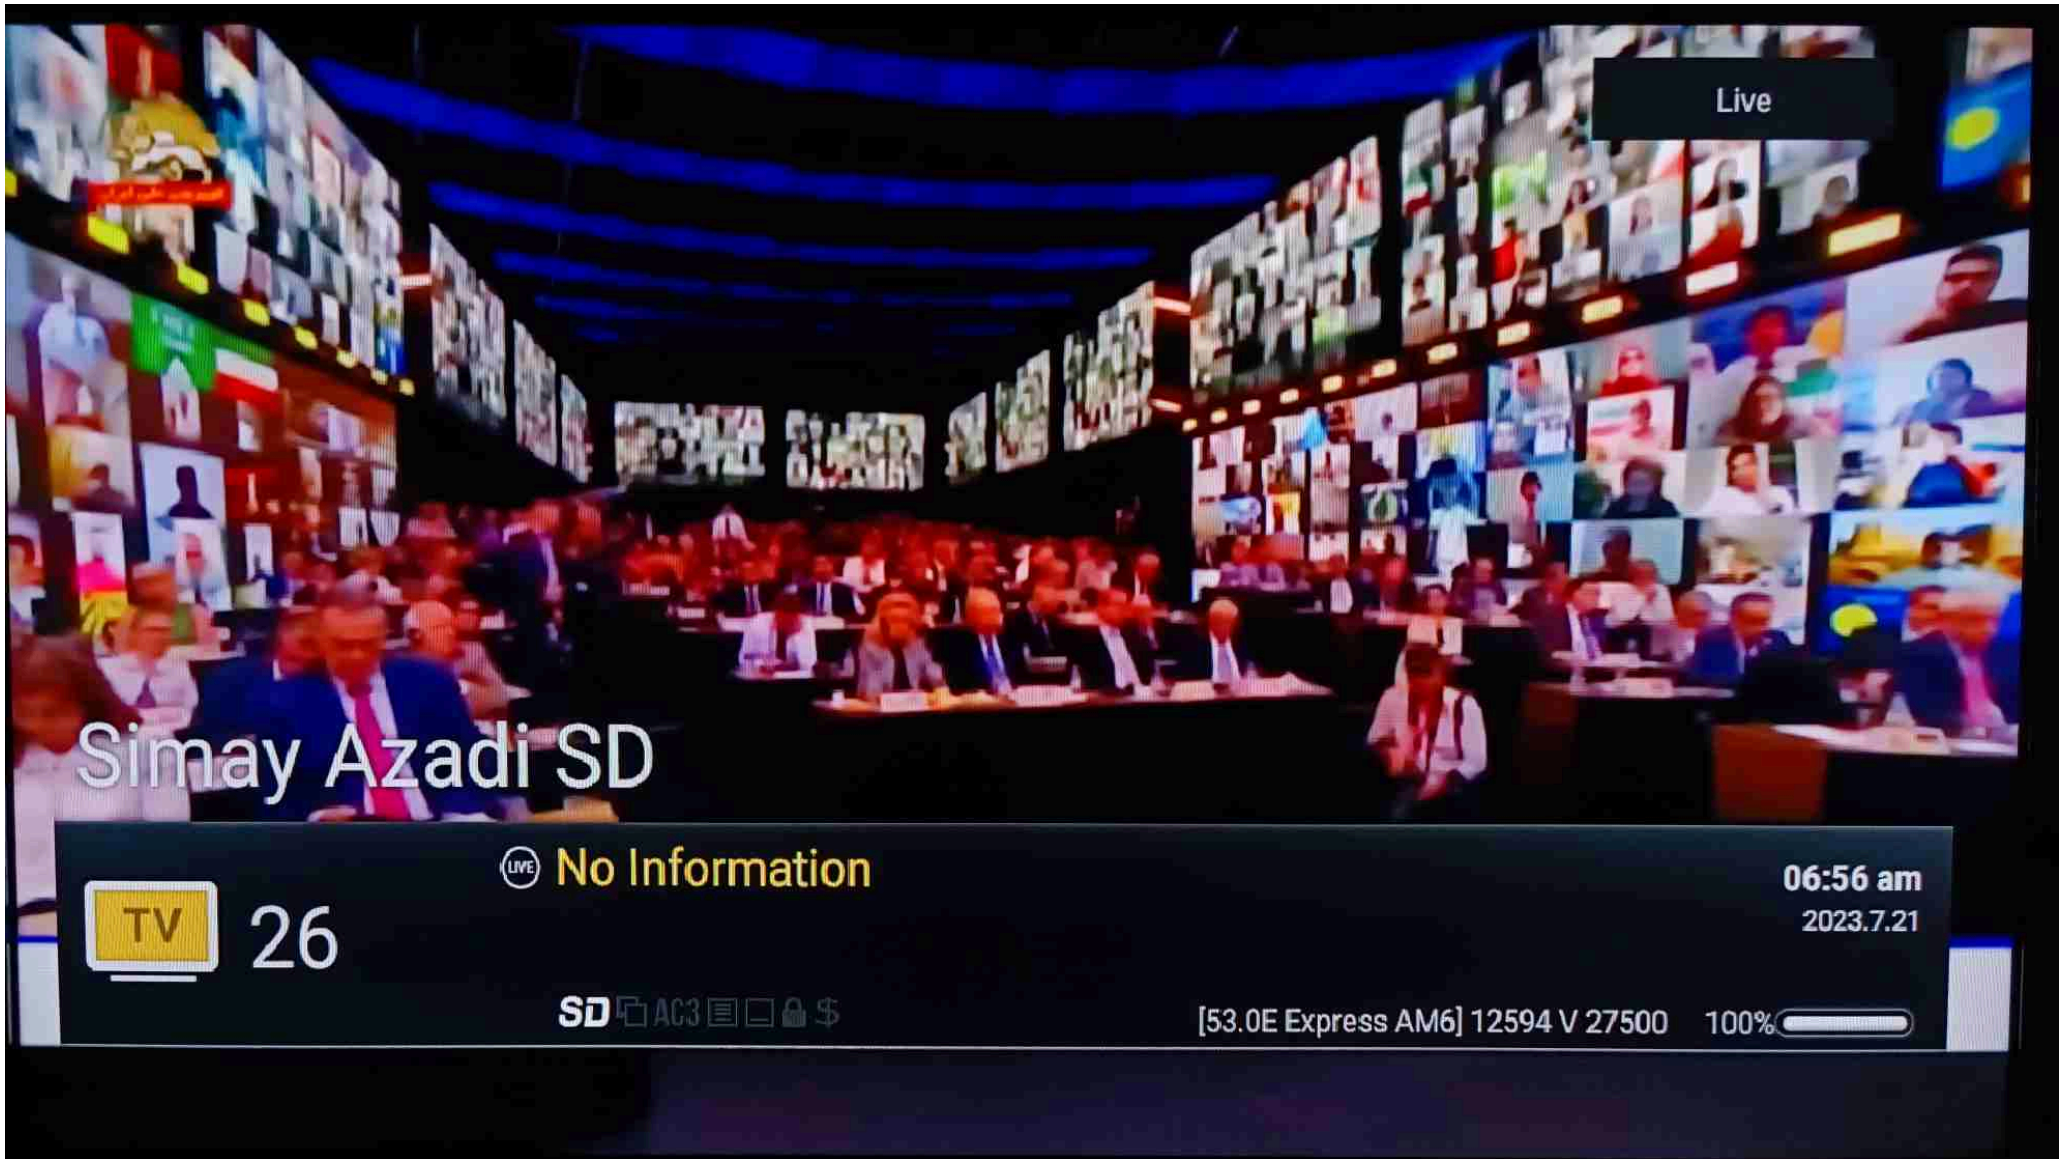 Live
Simay Azadi SD
LIVE No Information
06:56 am
TV 26
2023.7.21
SD AC3 $
[53.0E Express AM6] 12594 V 27500 100%